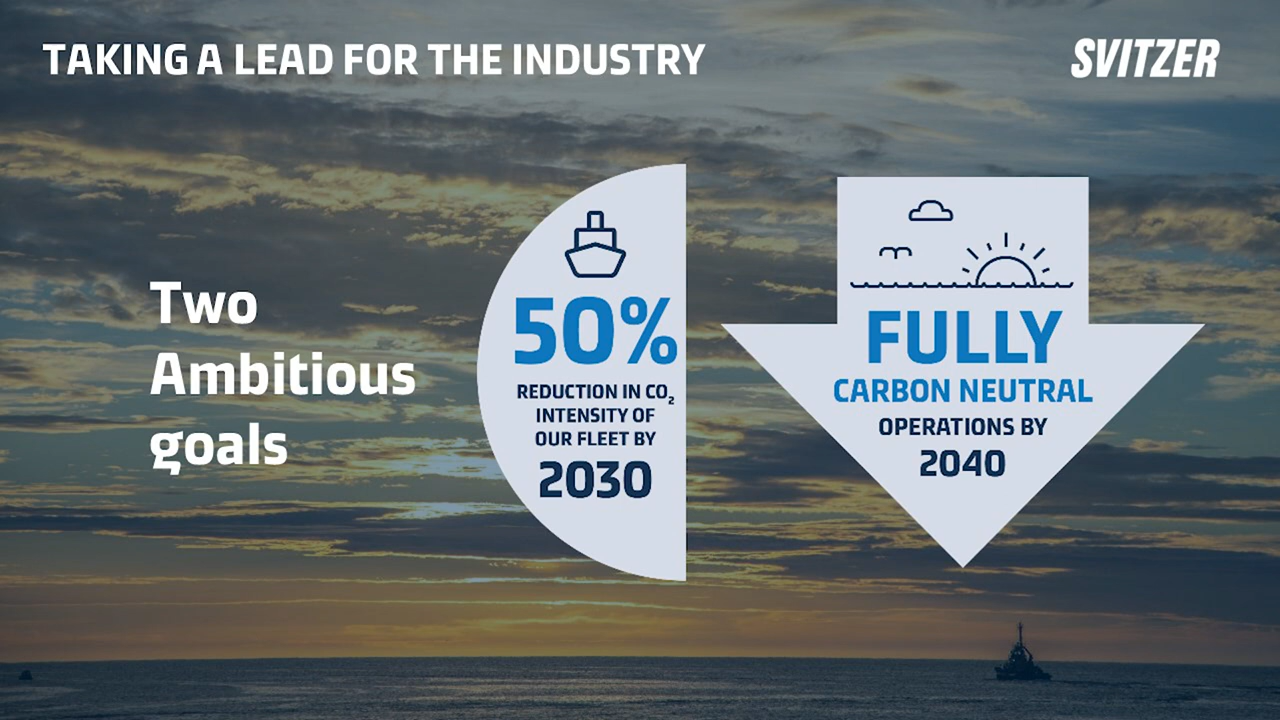 TAKING A LEAD FOR THE INDUSTRY
SVITZER
Two
Ambitious
goals
50%
REDUCTION IN CO₂
INTENSITY OF
OUR FLEET BY
2030
FULLY
CARBON NEUTRAL
OPERATIONS BY
2040